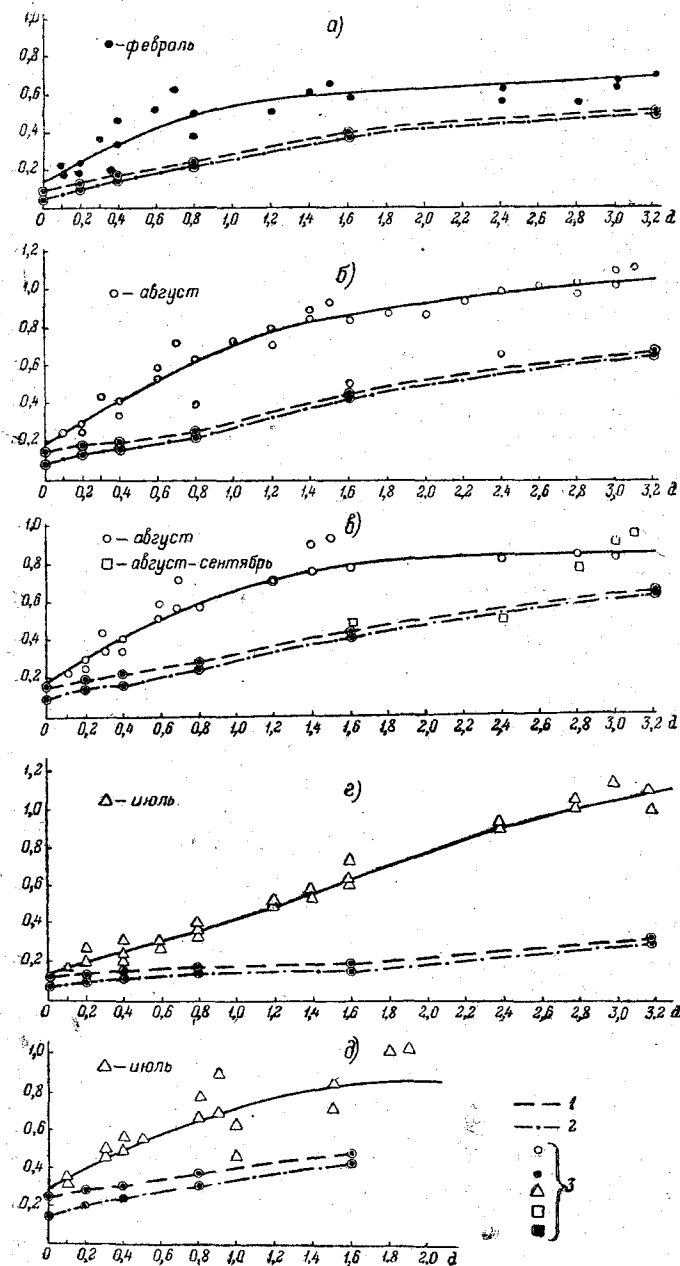 а)
1,0
● – февраль
0,8
0,6
0,4
0,2
0 0,2 0,4 0,6 0,8 1,0 1,2 1,4 1,6 1,8 2,0 2,2 2,4 2,6 2,8 3,0 3,2 d
1,2
б)
○ – август
1,0
0,8
0,6
0,4
0,2
0 0,2 0,4 0,6 0,8 1,0 1,2 1,4 1,6 1,8 2,0 2,2 2,4 2,6 2,8 3,0 3,2 d
в)
1,0
○ – август
□ – август-сентябрь
0,8
0,6
0,4
0,2
0 0,2 0,4 0,6 0,8 1,0 1,2 1,4 1,6 1,8 2,0 2,2 2,4 2,6 2,8 3,0 3,2 d
1,2
△ – июль
г)
1,0
0,8
0,6
0,4
0,2
0 0,2 0,4 0,6 0,8 1,0 1,2 1,4 1,6 1,8 2,0 2,2 2,4 2,6 2,8 3,0 3,2 d
1,0
△ – июль
д)
0,8
0,6
0,4
0,2
0 0,2 0,4 0,6 0,8 1,0 1,2 1,4 1,6 1,8 2,0 d
1
2
3